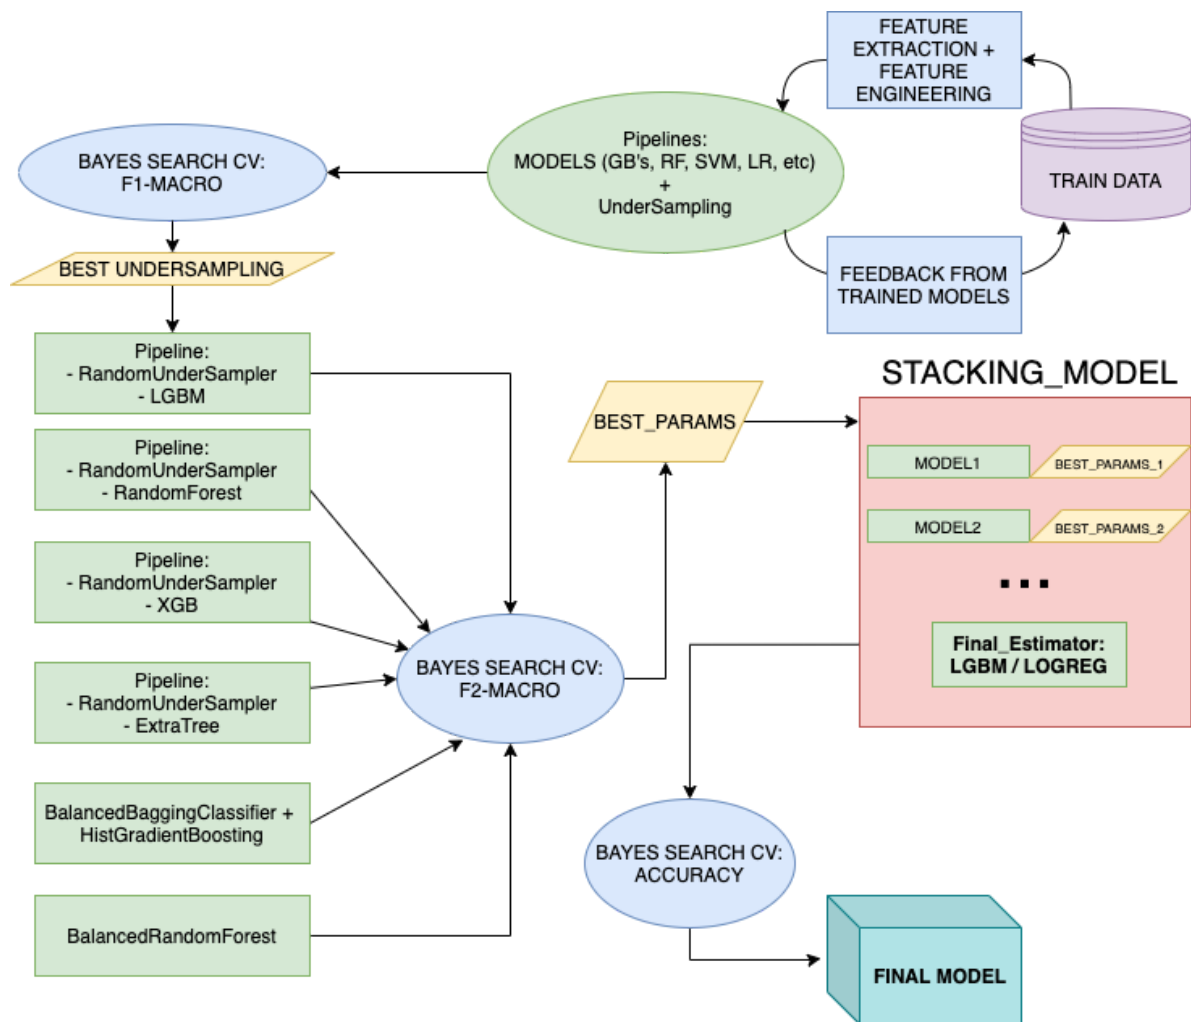 FEATURE
EXTRACTION +
FEATURE
ENGINEERING
Pipelines:
MODELS (GB's, RF, SVM, LR, etc)
+
UnderSampling
BAYES SEARCH CV:
F1-MACRO
TRAIN DATA
FEEDBACK FROM
TRAINED MODELS
BEST UNDERSAMPLING
Pipeline:
- RandomUnderSampler
- LGBM
Pipeline:
- RandomUnderSampler
- RandomForest
Pipeline:
- RandomUnderSampler
- XGB
Pipeline:
- RandomUnderSampler
- ExtraTree
BalancedBaggingClassifier +
HistGradientBoosting
BalancedRandomForest
BAYES SEARCH CV:
F2-MACRO
BEST_PARAMS
STACKING_MODEL
MODEL1
BEST_PARAMS_1
MODEL2
BEST_PARAMS_2
...
Final_Estimator:
LGBM / LOGREG
BAYES SEARCH CV:
ACCURACY
FINAL MODEL